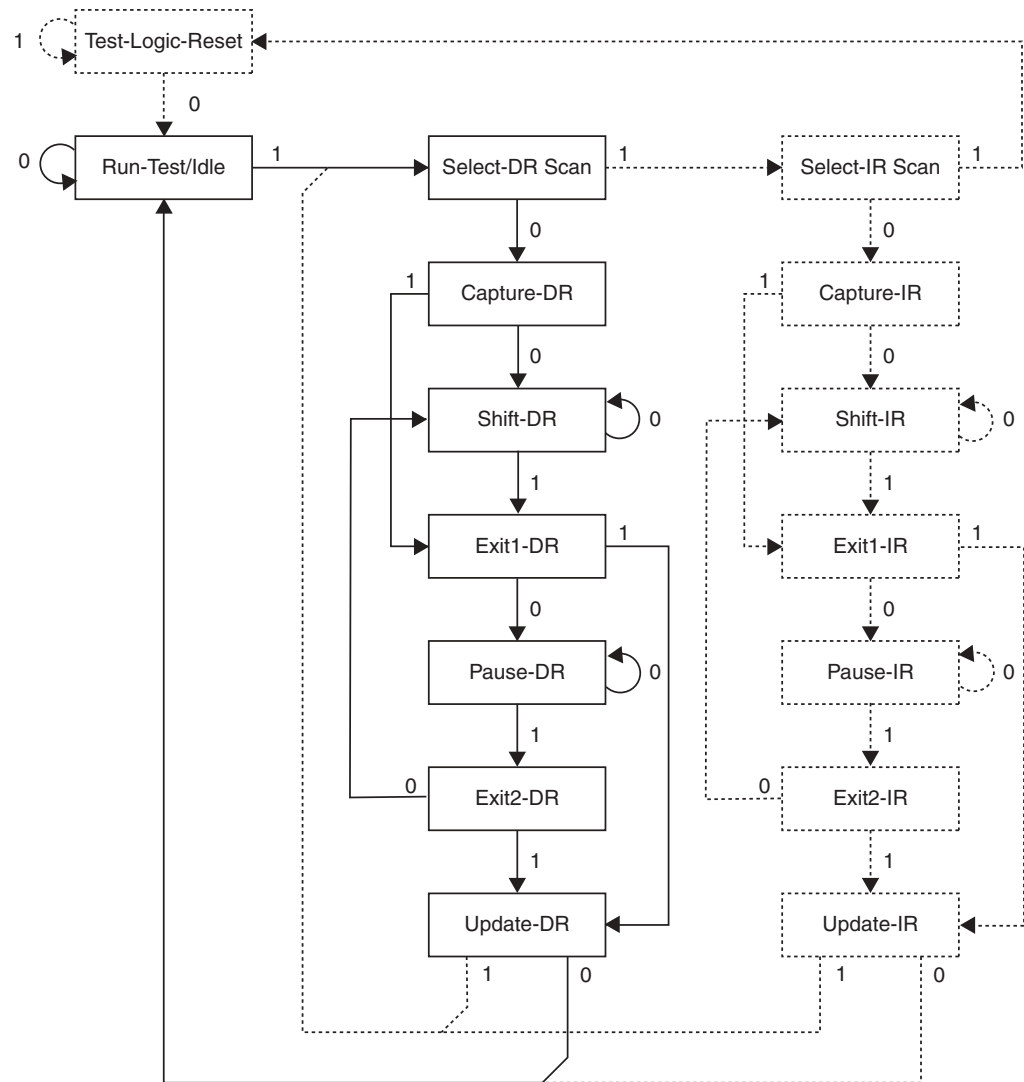 1
Test-Logic-Reset
0
0
Run-Test/Idle
1
Select-DR Scan
1
Select-IR Scan
1
0
0
1
Capture-DR
1
Capture-IR
0
0
Shift-DR
0
Shift-IR
0
1
1
Exit1-DR
1
Exit1-IR
1
0
0
Pause-DR
0
Pause-IR
0
1
1
0
Exit2-DR
0
Exit2-IR
1
1
Update-DR
Update-IR
1
0
1
0